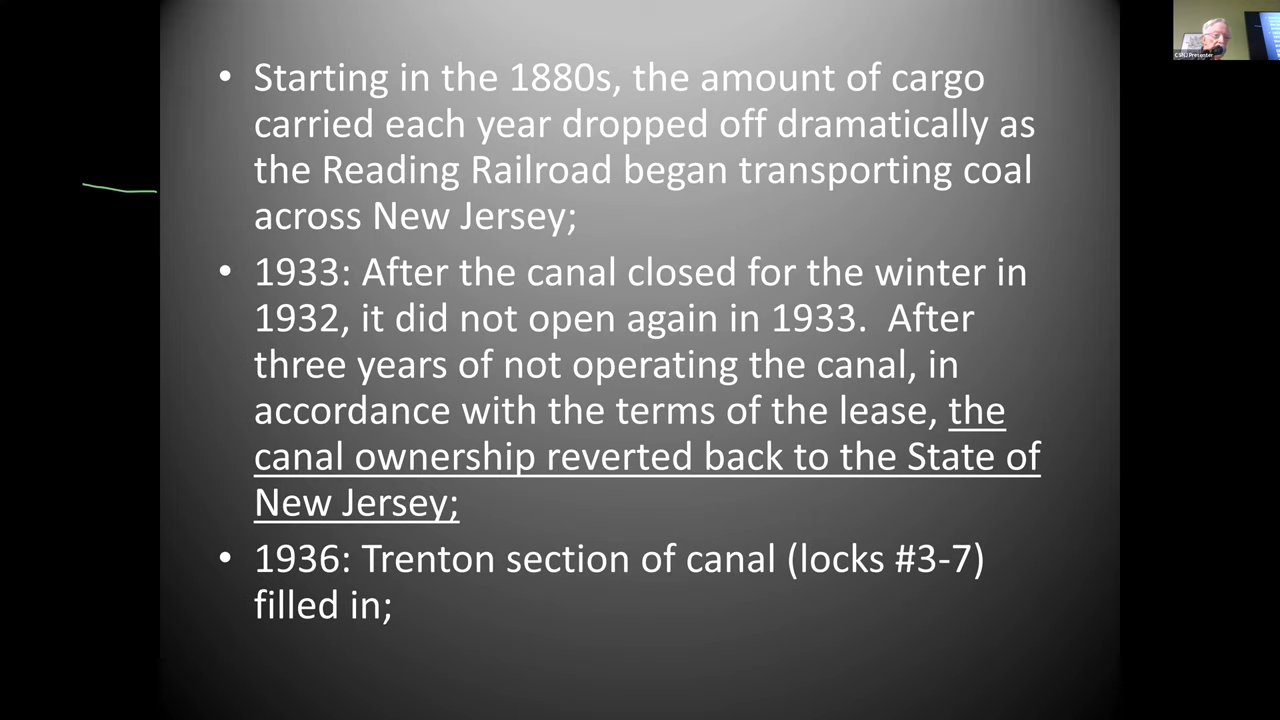 • Starting in the 1880s, the amount of cargo
carried each year dropped off dramatically as
the Reading Railroad began transporting coal
across New Jersey;
• 1933: After the canal closed for the winter in
1932, it did not open again in 1933.  After
three years of not operating the canal, in
accordance with the terms of the lease, the
canal ownership reverted back to the State of
New Jersey;
• 1936: Trenton section of canal (locks #3-7)
filled in;
CSNJ Presenter